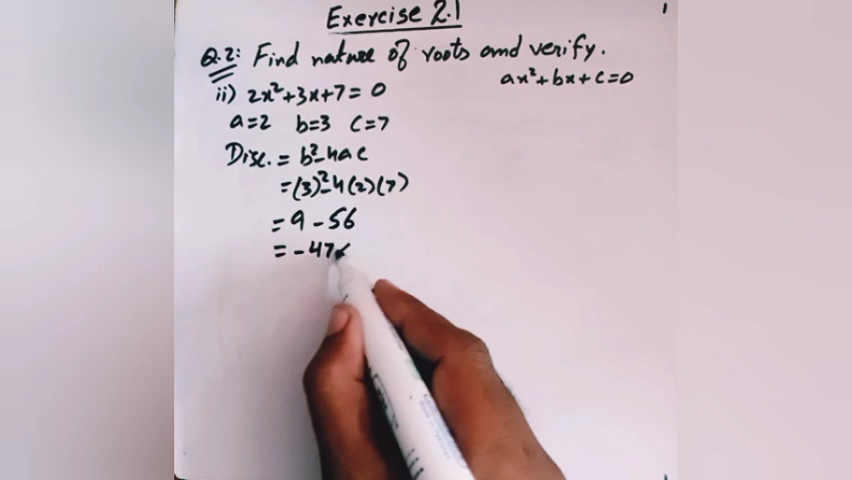 Exercise 2.1
Q.2: Find nature of roots and verify.
ax²+bx+c=0
ii) 2x²+3x+7=0
a=2 b=3 c=7
Disc. = b²-4ac
=(3)²-4(2)(7)
= 9-56
= -47<